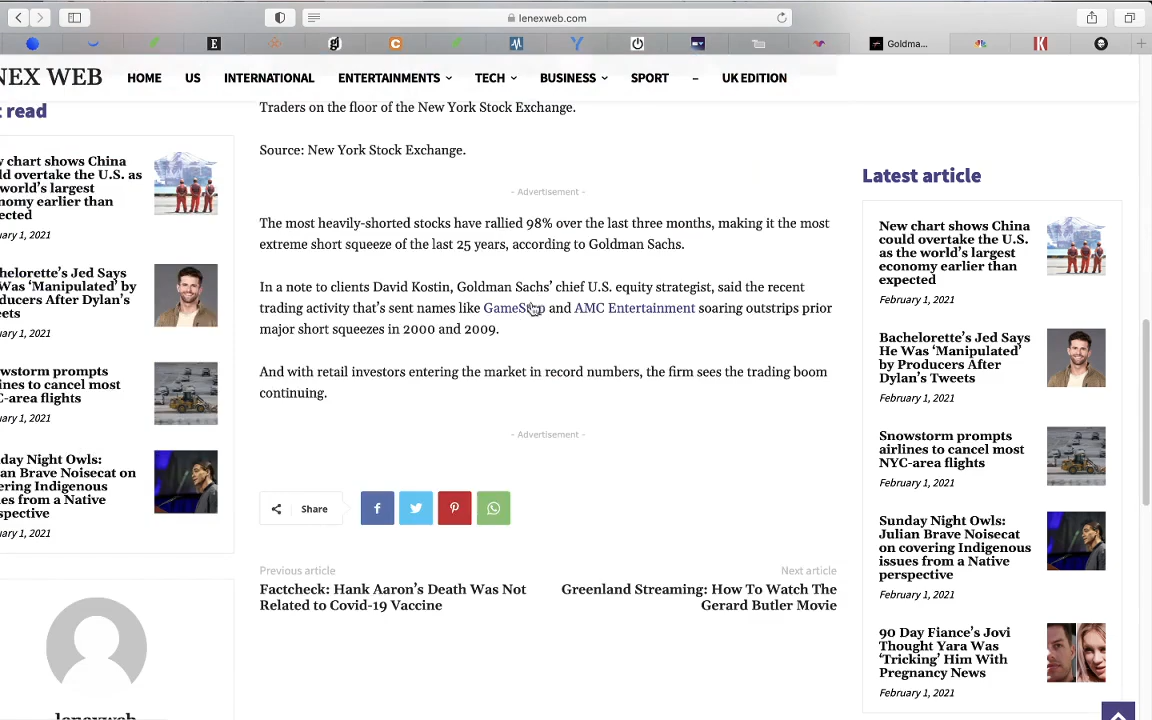 lenexweb.com
Goldma...
NEX WEB
HOME
US
INTERNATIONAL
ENTERTAINMENTS
TECH
BUSINESS
SPORT
–
UK EDITION
t read
w chart shows China
ld overtake the U.S. as
world's largest
nomy earlier than
ected
uary 1, 2021
helorette's Jed Says
Was 'Manipulated' by
ducers After Dylan's
eets
uary 1, 2021
wstorm prompts
lines to cancel most
C-area flights
uary 1, 2021
day Night Owls:
an Brave Noisecat on
ering Indigenous
es from a Native
spective
uary 1, 2021
lenexweb
Traders on the floor of the New York Stock Exchange.
Source: New York Stock Exchange.
- Advertisement -
The most heavily-shorted stocks have rallied 98% over the last three months, making it the most
extreme short squeeze of the last 25 years, according to Goldman Sachs.
In a note to clients David Kostin, Goldman Sachs' chief U.S. equity strategist, said the recent
trading activity that's sent names like GameStop and AMC Entertainment soaring outstrips prior
major short squeezes in 2000 and 2009.
And with retail investors entering the market in record numbers, the firm sees the trading boom
continuing.
- Advertisement -
Share
Previous article
Factcheck: Hank Aaron's Death Was Not
Related to Covid-19 Vaccine
Next article
Greenland Streaming: How To Watch The
Gerard Butler Movie
Latest article
New chart shows China
could overtake the U.S.
as the world's largest
economy earlier than
expected
February 1, 2021
Bachelorette's Jed Says
He Was 'Manipulated'
by Producers After
Dylan's Tweets
February 1, 2021
Snowstorm prompts
airlines to cancel most
NYC-area flights
February 1, 2021
Sunday Night Owls:
Julian Brave Noisecat
on covering Indigenous
issues from a Native
perspective
February 1, 2021
90 Day Fiance's Jovi
Thought Yara Was
'Tricking' Him With
Pregnancy News
February 1, 2021